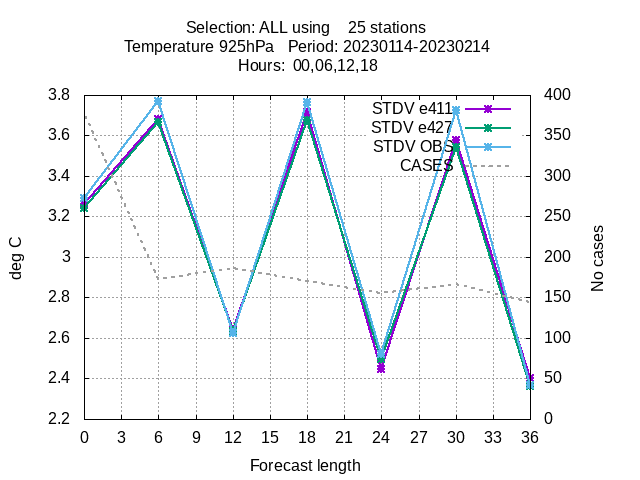 Selection: ALL using    25 stations
Temperature 925hPa   Period: 20230114-20230214
Hours:  00,06,12,18
3.8
3.6
3.4
3.2
3
2.8
2.6
2.4
2.2
deg C
STDV e411
STDV e427
STDV OBS
CASES
400
350
300
250
200
150
100
50
0
No cases
0 3 6 9 12 15 18 21 24 27 30 33 36
Forecast length